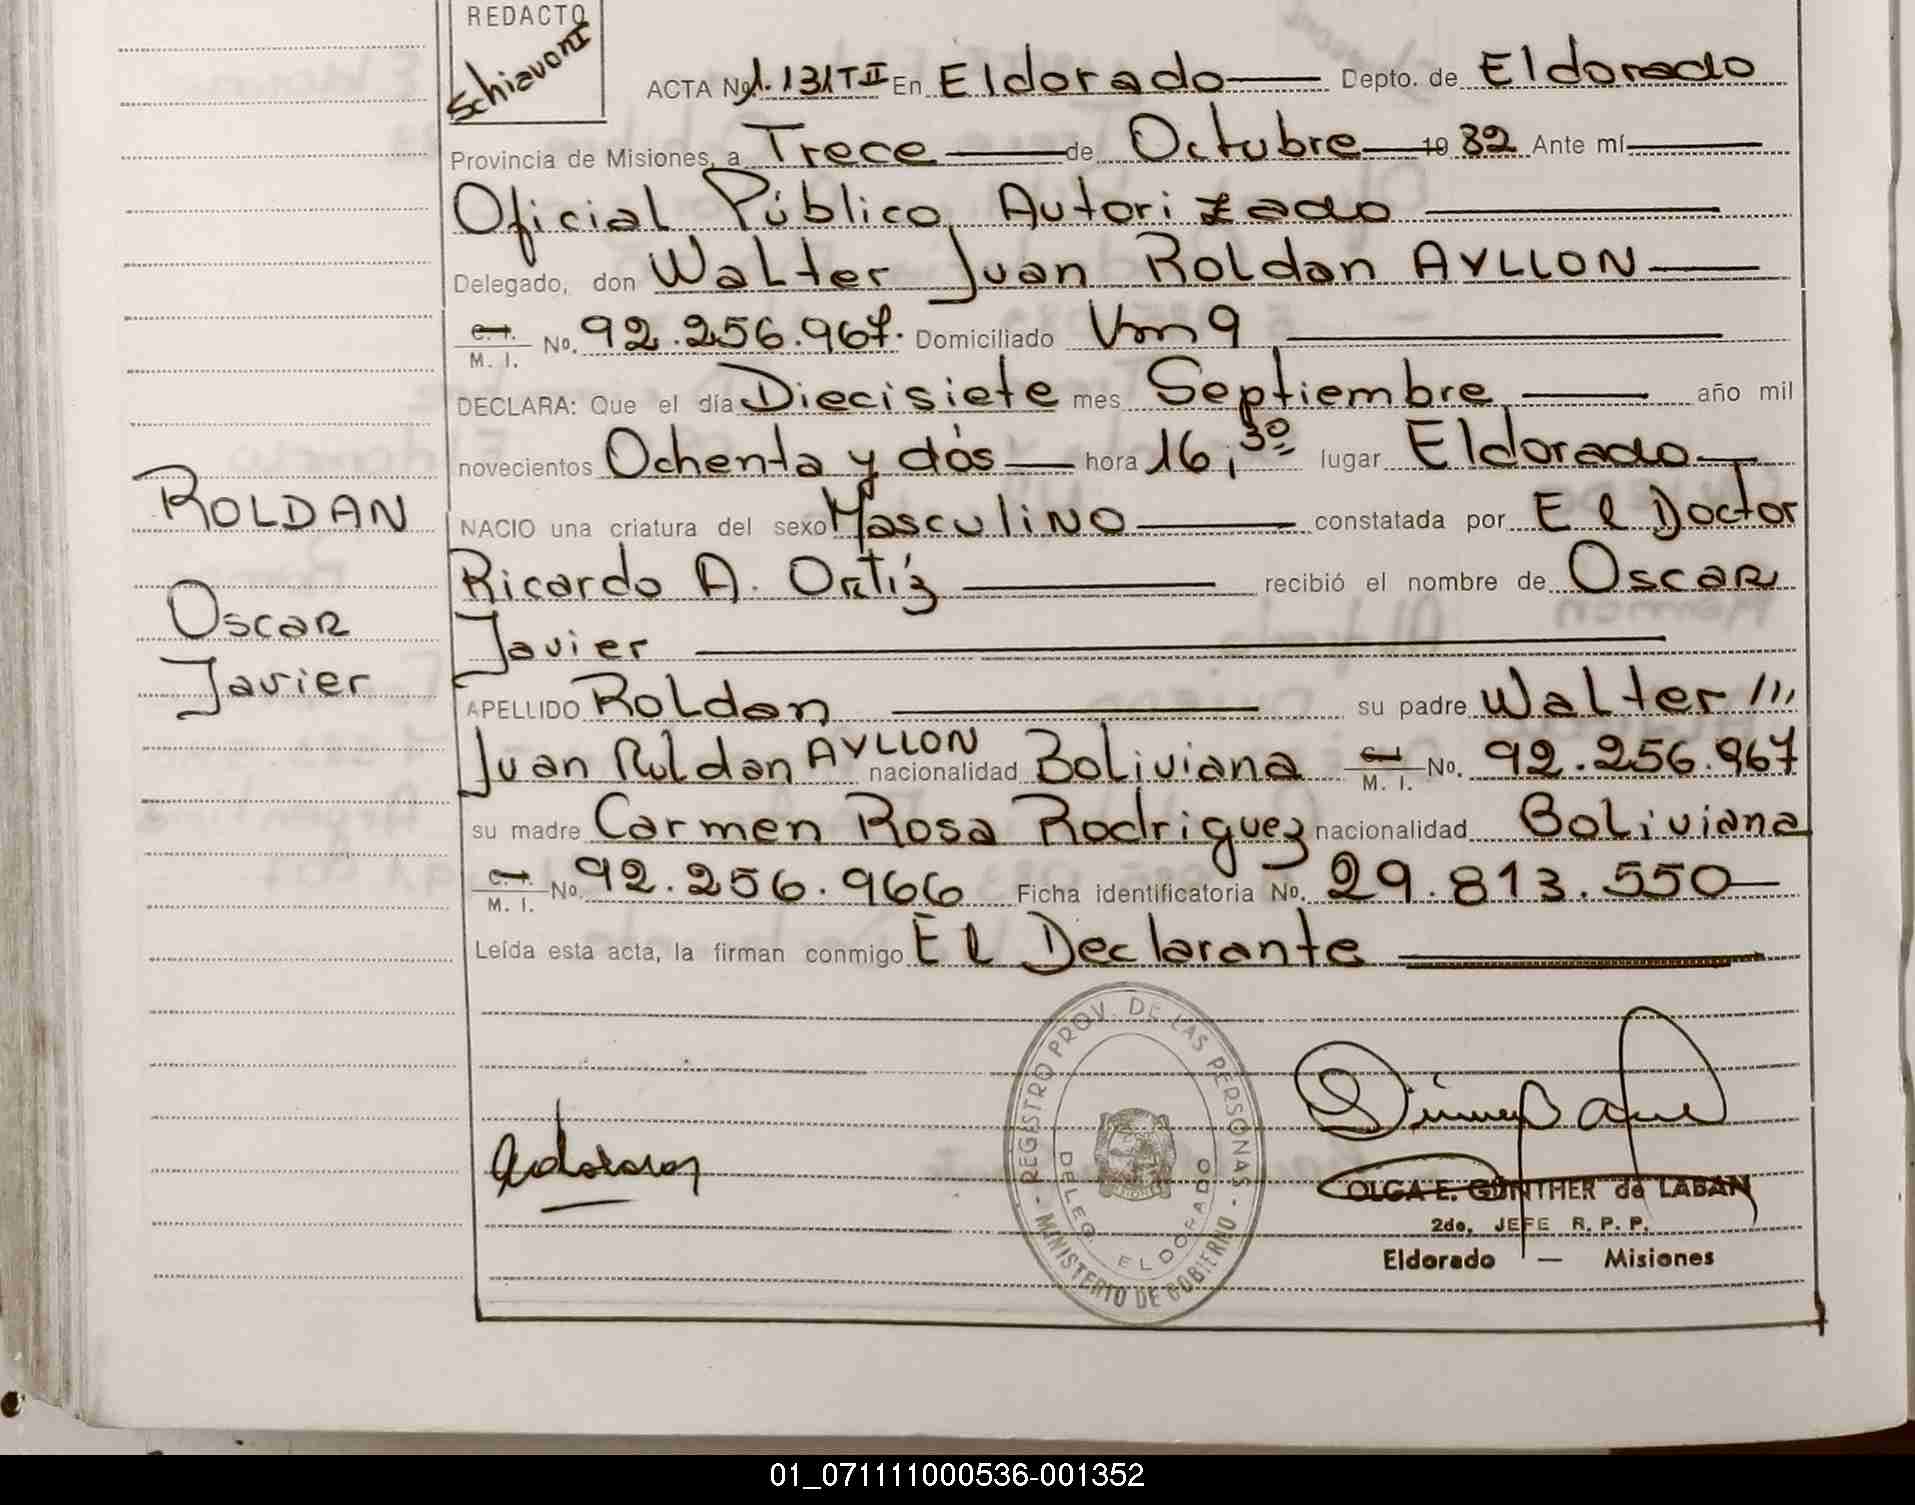 REDACTO
Schiavoni
ACTA Nº 1.131 T II En Eldorado Depto. de Eldorado
Provincia de Misiones, a Trece de Octubre 19 82 Ante mí
Oficial Público Autorizado
Delegado, don Walter Juan Roldan AYLLON
C. I. M. I. No. 92.256.967. Domiciliado Km 9
DECLARA: Que el día Diecisiete mes Septiembre año mil
novecientos Ochenta y dós hora 16,30 lugar Eldorado
ROLDAN
NACIO una criatura del sexo Masculino constatada por El Doctor
Ricardo A. Ortíz recibió el nombre de Oscar
Oscar
Javier
Javier
APELLIDO Roldan su padre Walter ///
Juan Roldan AYLLON nacionalidad Boliviana C. I. M. I. No. 92.256.967
su madre Carmen Rosa Rodriguez nacionalidad Boliviana
C. I. M. I. No. 92.256.966 Ficha identificatoria No. 29.813.550
Leída esta acta, la firman conmigo El Declarante
REGISTRO PROV. DE LAS PERSONAS - MINISTERIO DE GOBIERNO -
DELEG. ELDORADO
OLGA E. GUNTHER de LABAN
2do. JEFE R. P. P.
Eldorado — Misiones
01_071111000536-001352